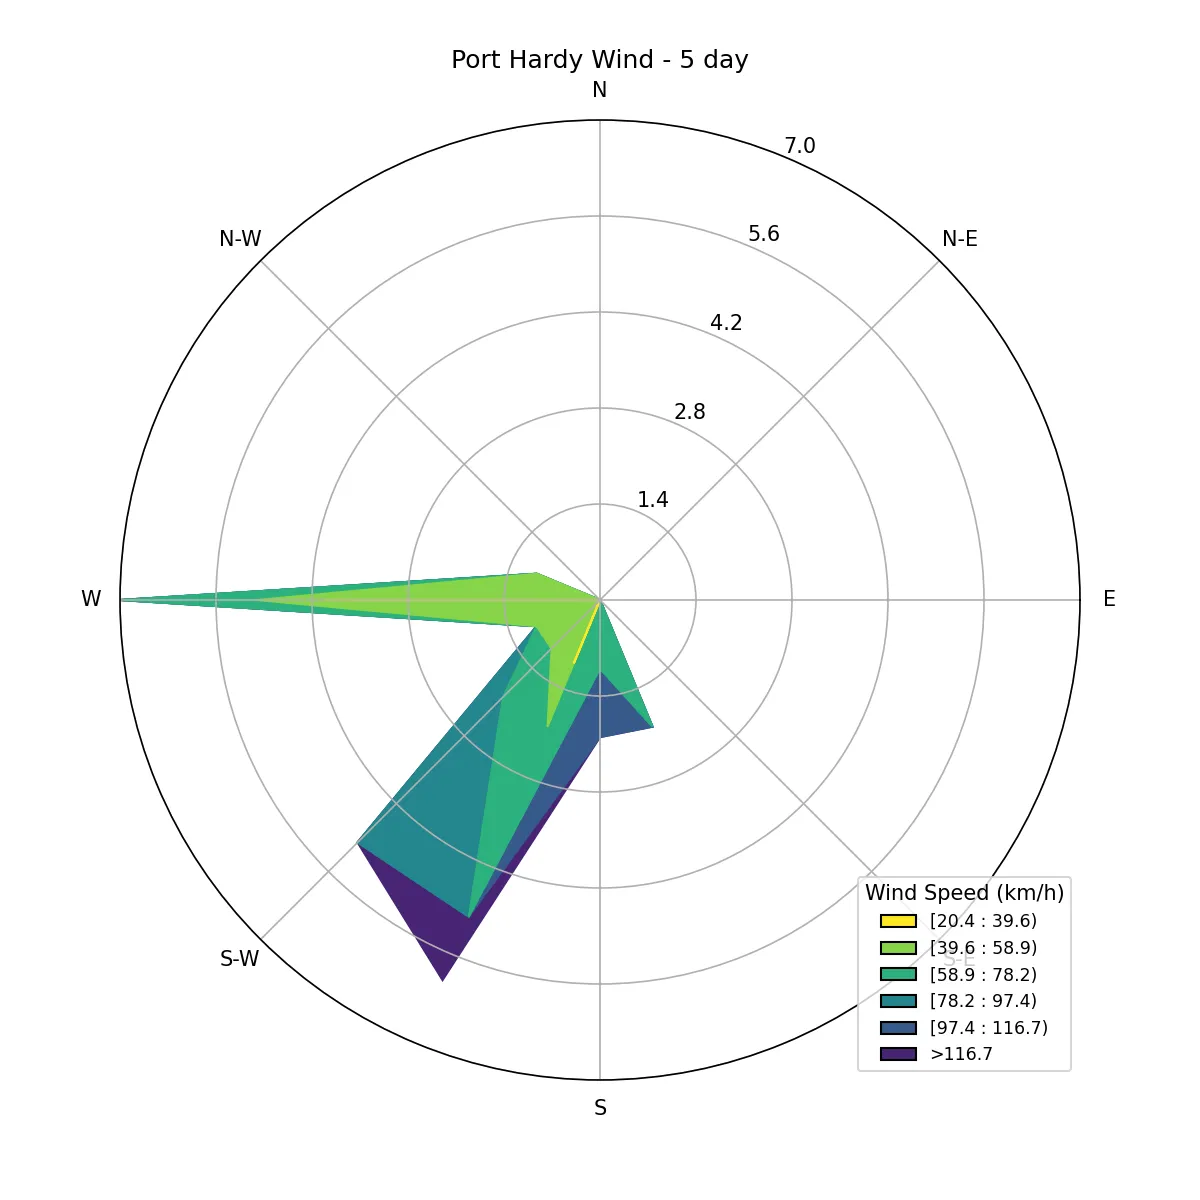 Port Hardy Wind - 5 day
N
7.0
5.6
N-W
N-E
4.2
2.8
1.4
W
E
Wind Speed (km/h)
[20.4 : 39.6)
[39.6 : 58.9)
S-W
S-E
[58.9 : 78.2)
[78.2 : 97.4)
[97.4 : 116.7)
>116.7
S